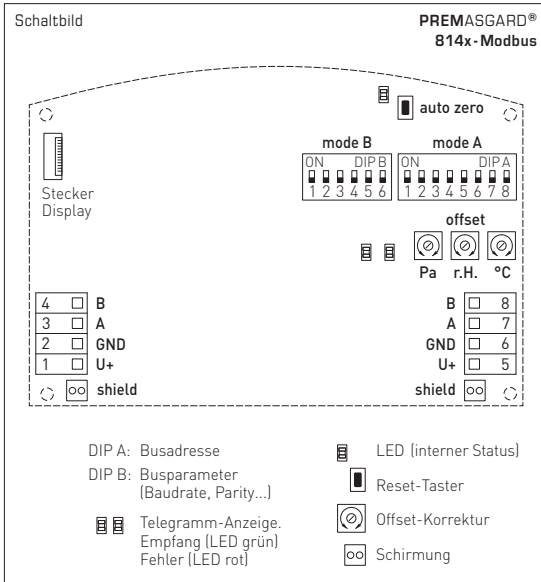 Schaltbild
PREMASGARD®
814x-Modbus
auto zero
mode B
mode A
ON DIP B
ON DIP A
1 2 3 4 5 6
1 2 3 4 5 6 7 8
Stecker
Display
offset
Pa r.H. °C
4 B
3 A
2 GND
1 U+
B 8
A 7
GND 6
U+ 5
shield
shield
DIP A: Busadresse
DIP B: Busparameter
(Baudrate, Parity...)
Telegramm-Anzeige.
Empfang (LED grün)
Fehler (LED rot)
LED (interner Status)
Reset-Taster
Offset-Korrektur
Schirmung